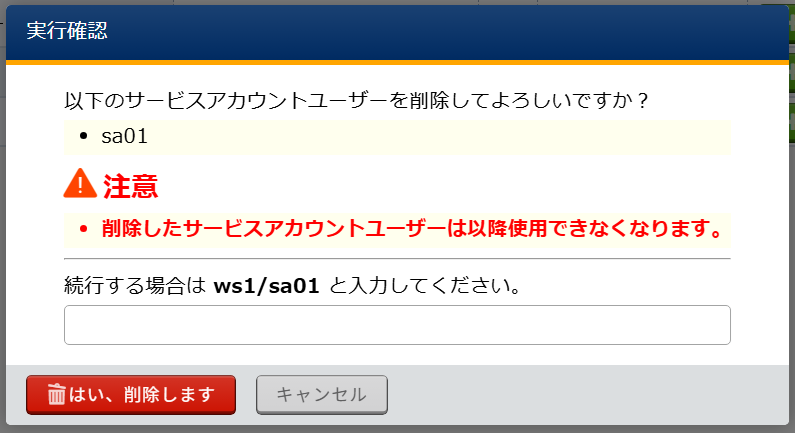 実行確認
以下のサービスアカウントユーザーを削除してよろしいですか？
• sa01
注意
• 削除したサービスアカウントユーザーは以降使用できなくなります。
続行する場合は ws1/sa01 と入力してください。
はい、削除します
キャンセル